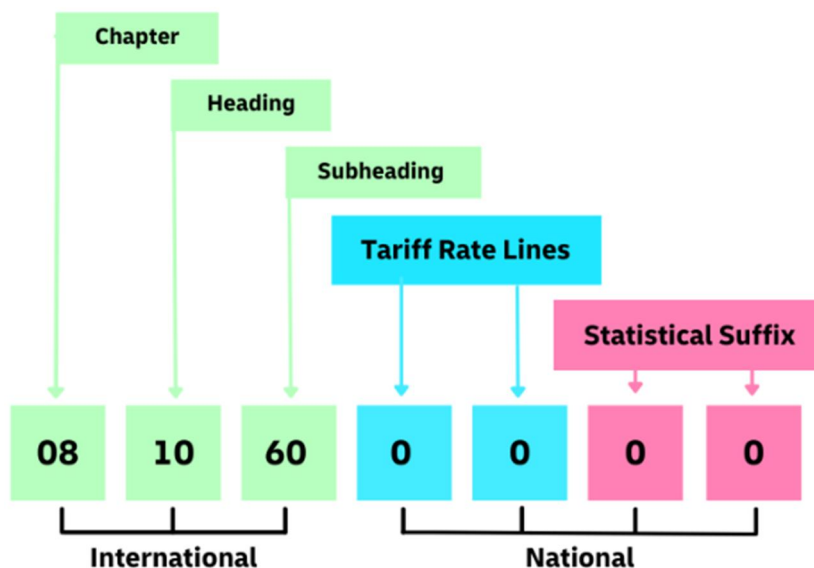 Chapter
Heading
Subheading
Tariff Rate Lines
Statistical Suffix
08 10 60 0 0 0 0
International National